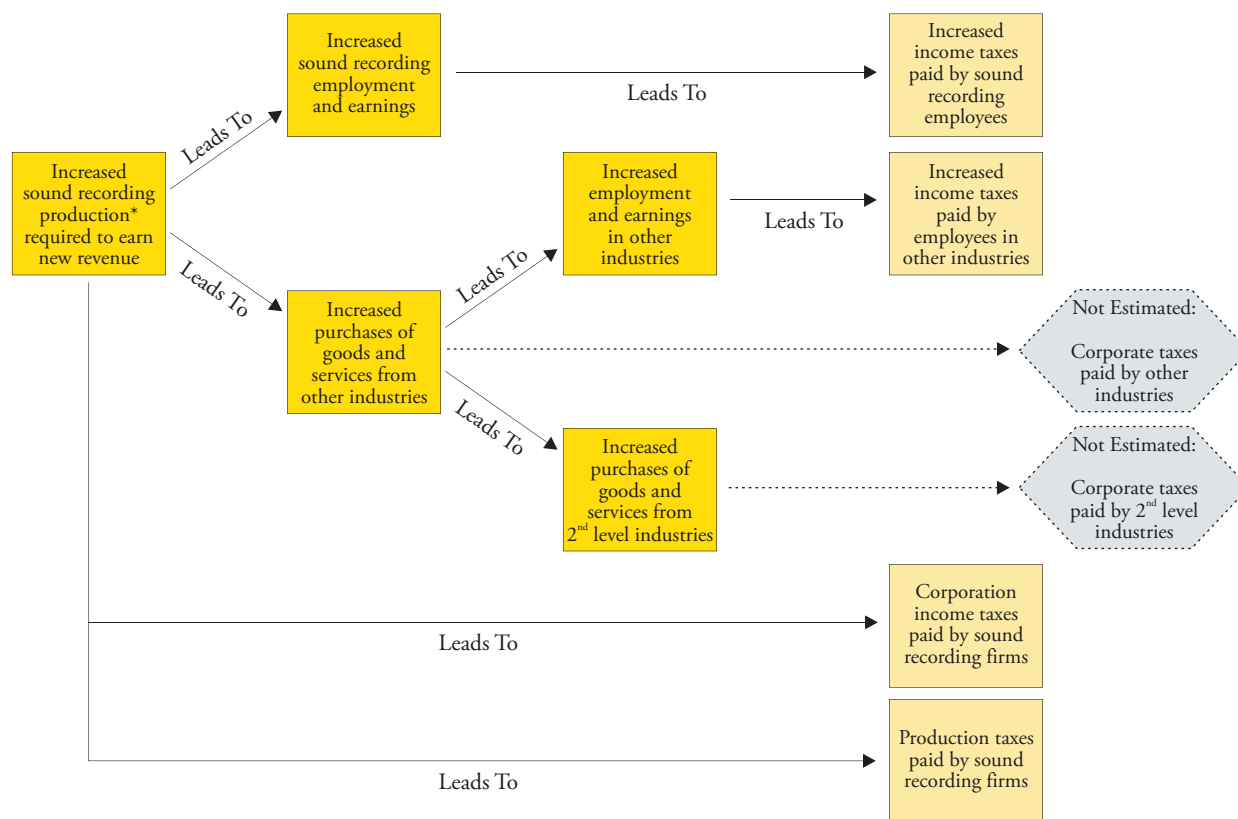 Increased
sound recording
employment
and earnings
Leads To
Increased
income taxes
paid by sound
recording
employees
Leads To
Increased
sound recording
production*
required to earn
new revenue
Leads To
Increased
employment
and earnings
in other
industries
Leads To
Increased
income taxes
paid by
employees in
other industries
Leads To
Increased
purchases of
goods and
services from
other industries
Not Estimated:
Corporate taxes
paid by other
industries
Leads To
Increased
purchases of
goods and
services from
2nd level industries
Not Estimated:
Corporate taxes
paid by 2nd level
industries
Leads To
Corporation
income taxes
paid by sound
recording firms
Leads To
Production taxes
paid by sound
recording firms